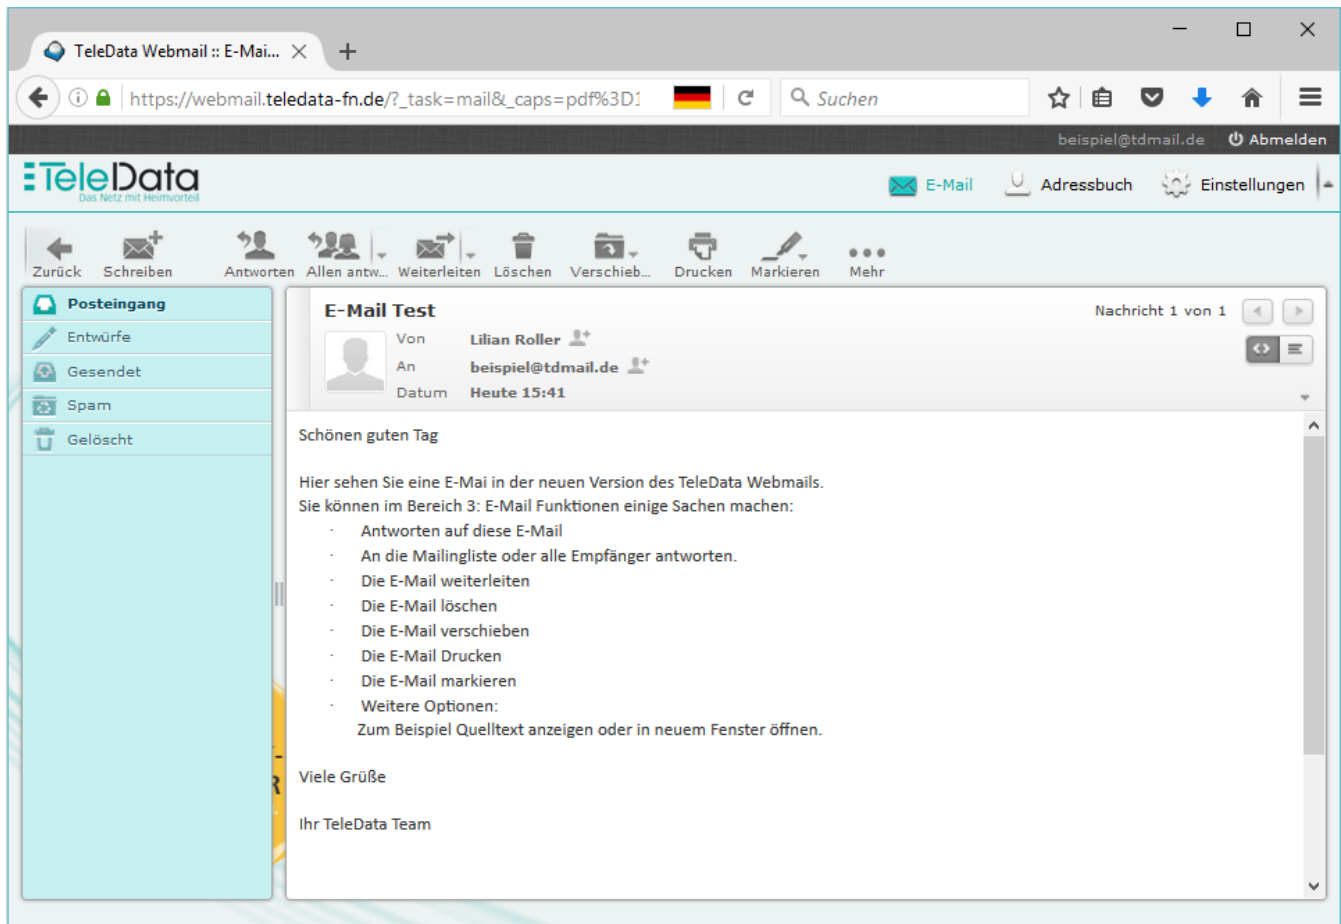 TeleData Webmail :: E-Mai...
https://webmail.teledata-fn.de/?_task=mail&_caps=pdf%3D1
Suchen
beispiel@tdmail.de Abmelden
TeleData
Das Netz mit Heimvorteil
E-Mail Adressbuch Einstellungen
Zurück Schreiben Antworten Allen antw... Weiterleiten Löschen Verschieb... Drucken Markieren Mehr
Posteingang
Entwürfe
Gesendet
Spam
Gelöscht
E-Mail Test
Nachricht 1 von 1
Von Lilian Roller
An beispiel@tdmail.de
Datum Heute 15:41
Schönen guten Tag
Hier sehen Sie eine E-Mai in der neuen Version des TeleData Webmails.
Sie können im Bereich 3: E-Mail Funktionen einige Sachen machen:
· Antworten auf diese E-Mail
· An die Mailingliste oder alle Empfänger antworten.
· Die E-Mail weiterleiten
· Die E-Mail löschen
· Die E-Mail verschieben
· Die E-Mail Drucken
· Die E-Mail markieren
· Weitere Optionen:
Zum Beispiel Quelltext anzeigen oder in neuem Fenster öffnen.
Viele Grüße
Ihr TeleData Team